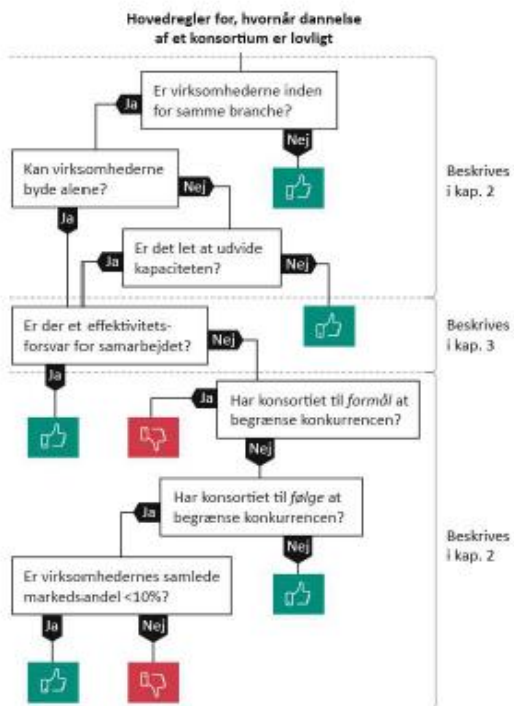 Hovedregler for, hvornår dannelse
af et konsortium er lovligt
Er virksomhederne inden
for samme branche?
Ja
Nej
Kan virksomhederne
byde alene?
Nej
Ja
Beskrives
i kap. 2
Er det let at udvide
kapaciteten?
Ja
Nej
Er der et effektivitets-
forsvar for samarbejdet?
Nej
Ja
Beskrives
i kap. 3
Har konsortiet til formål at
begrænse konkurrencen?
Ja
Nej
Har konsortiet til følge at
begrænse konkurrencen?
Ja
Nej
Beskrives
i kap. 2
Er virksomhedernes samlede
markedsandel <10%?
Ja
Nej